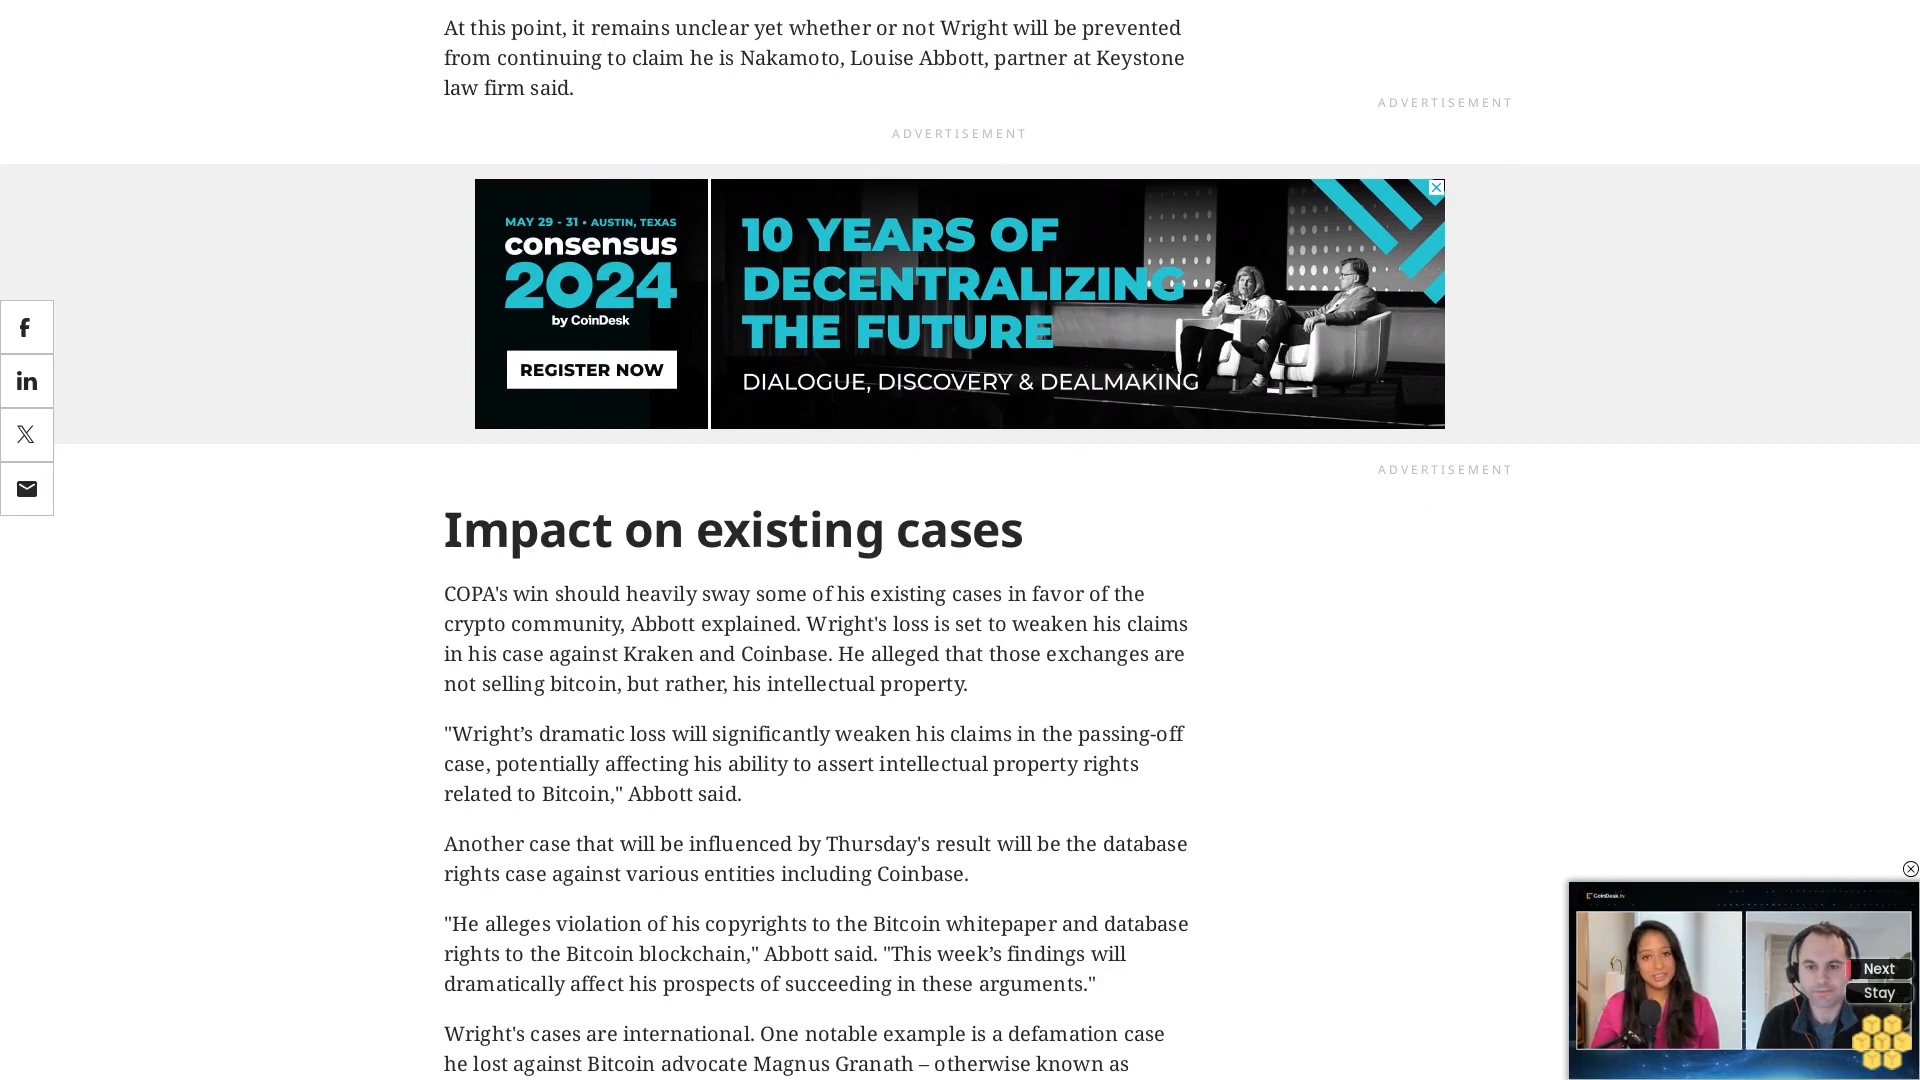 At this point, it remains unclear yet whether or not Wright will be prevented
from continuing to claim he is Nakamoto, Louise Abbott, partner at Keystone
law firm said.
ADVERTISEMENT
ADVERTISEMENT
MAY 29 - 31 • AUSTIN, TEXAS
consensus
2024
by CoinDesk
REGISTER NOW
10 YEARS OF
DECENTRALIZING
THE FUTURE
DIALOGUE, DISCOVERY & DEALMAKING
f
in
X
ADVERTISEMENT
Impact on existing cases
COPA's win should heavily sway some of his existing cases in favor of the
crypto community, Abbott explained. Wright's loss is set to weaken his claims
in his case against Kraken and Coinbase. He alleged that those exchanges are
not selling bitcoin, but rather, his intellectual property.
"Wright’s dramatic loss will significantly weaken his claims in the passing-off
case, potentially affecting his ability to assert intellectual property rights
related to Bitcoin," Abbott said.
Another case that will be influenced by Thursday's result will be the database
rights case against various entities including Coinbase.
"He alleges violation of his copyrights to the Bitcoin whitepaper and database
rights to the Bitcoin blockchain," Abbott said. "This week’s findings will
dramatically affect his prospects of succeeding in these arguments."
Wright's cases are international. One notable example is a defamation case
he lost against Bitcoin advocate Magnus Granath – otherwise known as
CoinDesk.tv
Next
Stay